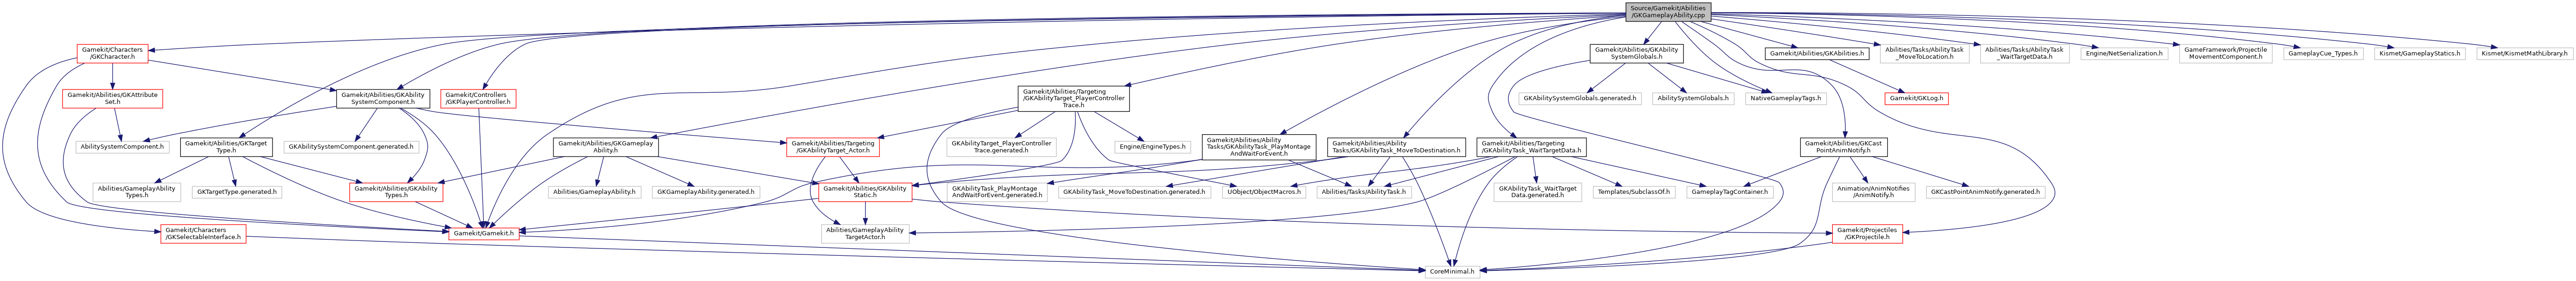 Source/Gamekit/Abilities
/GKGameplayAbility.cpp
Gamekit/Characters
/GKCharacter.h
Gamekit/Abilities/GKAbility
SystemGlobals.h
Gamekit/Abilities/GKAbilities.h
Abilities/Tasks/AbilityTask
_MoveToLocation.h
Abilities/Tasks/AbilityTask
_WaitTargetData.h
Engine/NetSerialization.h
GameFramework/Projectile
MovementComponent.h
GameplayCue_Types.h
Kismet/GameplayStatics.h
Kismet/KismetMathLibrary.h
Gamekit/Abilities/GKAttribute
Set.h
Gamekit/Abilities/GKAbility
SystemComponent.h
Gamekit/Controllers
/GKPlayerController.h
Gamekit/Abilities/Targeting
/GKAbilityTarget_PlayerController
Trace.h
GKAbilitySystemGlobals.generated.h
AbilitySystemGlobals.h
NativeGameplayTags.h
Gamekit/GKLog.h
AbilitySystemComponent.h
Gamekit/Abilities/GKTarget
Type.h
GKAbilitySystemComponent.generated.h
Gamekit/Abilities/GKGameplay
Ability.h
Gamekit/Abilities/Targeting
/GKAbilityTarget_Actor.h
GKAbilityTarget_PlayerController
Trace.generated.h
Engine/EngineTypes.h
Gamekit/Abilities/Ability
Tasks/GKAbilityTask_PlayMontage
AndWaitForEvent.h
Gamekit/Abilities/Ability
Tasks/GKAbilityTask_MoveToDestination.h
Gamekit/Abilities/Targeting
/GKAbilityTask_WaitTargetData.h
Gamekit/Abilities/GKCast
PointAnimNotify.h
Abilities/GameplayAbility
Types.h
GKTargetType.generated.h
Gamekit/Abilities/GKAbility
Types.h
Abilities/GameplayAbility.h
GKGameplayAbility.generated.h
Gamekit/Abilities/GKAbility
Static.h
GKAbilityTask_PlayMontage
AndWaitForEvent.generated.h
GKAbilityTask_MoveToDestination.generated.h
UObject/ObjectMacros.h
Abilities/Tasks/AbilityTask.h
GKAbilityTask_WaitTarget
Data.generated.h
Templates/SubclassOf.h
GameplayTagContainer.h
Animation/AnimNotifies
/AnimNotify.h
GKCastPointAnimNotify.generated.h
Gamekit/Characters
/GKSelectableInterface.h
Gamekit/Gamekit.h
Abilities/GameplayAbility
TargetActor.h
Gamekit/Projectiles
/GKProjectile.h
CoreMinimal.h